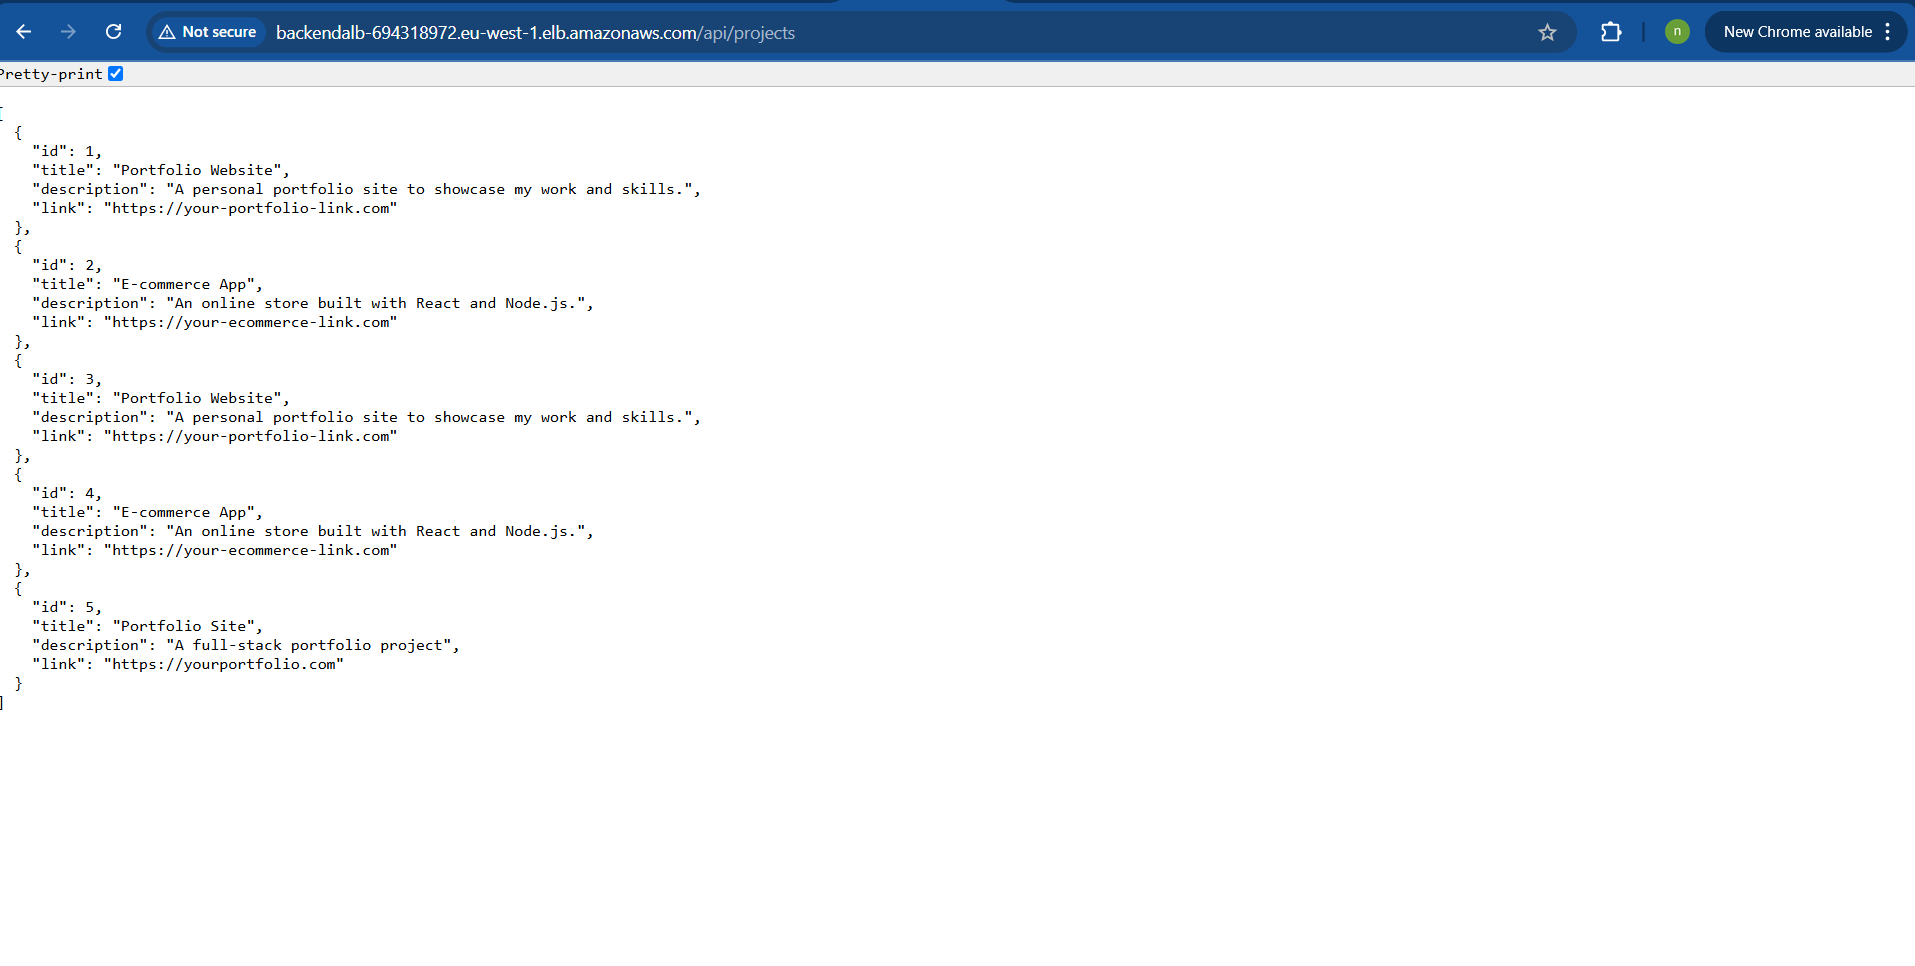 Not secure backendalb-694318972.eu-west-1.elb.amazonaws.com/api/projects n New Chrome available
Pretty-print
[
{
"id": 1,
"title": "Portfolio Website",
"description": "A personal portfolio site to showcase my work and skills.",
"link": "https://your-portfolio-link.com"
},
{
"id": 2,
"title": "E-commerce App",
"description": "An online store built with React and Node.js.",
"link": "https://your-ecommerce-link.com"
},
{
"id": 3,
"title": "Portfolio Website",
"description": "A personal portfolio site to showcase my work and skills.",
"link": "https://your-portfolio-link.com"
},
{
"id": 4,
"title": "E-commerce App",
"description": "An online store built with React and Node.js.",
"link": "https://your-ecommerce-link.com"
},
{
"id": 5,
"title": "Portfolio Site",
"description": "A full-stack portfolio project",
"link": "https://yourportfolio.com"
}
]